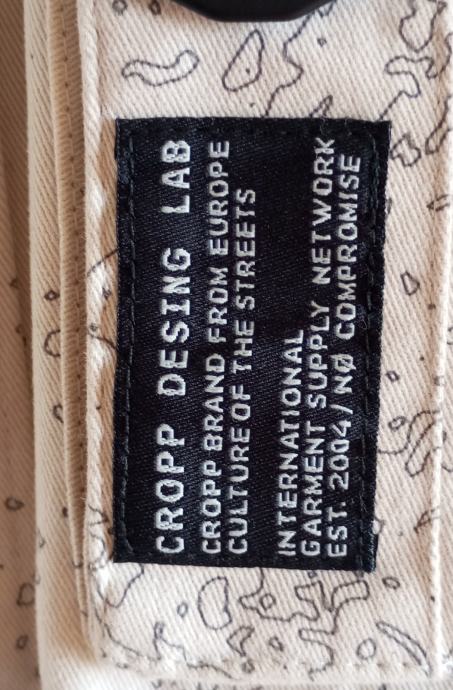 CROPP DESING LAB
CROPP BRAND FROM EUROPE
CULTURE OF THE STREETS
INTERNATIONAL
GARMENT SUPPLY NETWORK
EST. 2004/NØ COMPROMISE